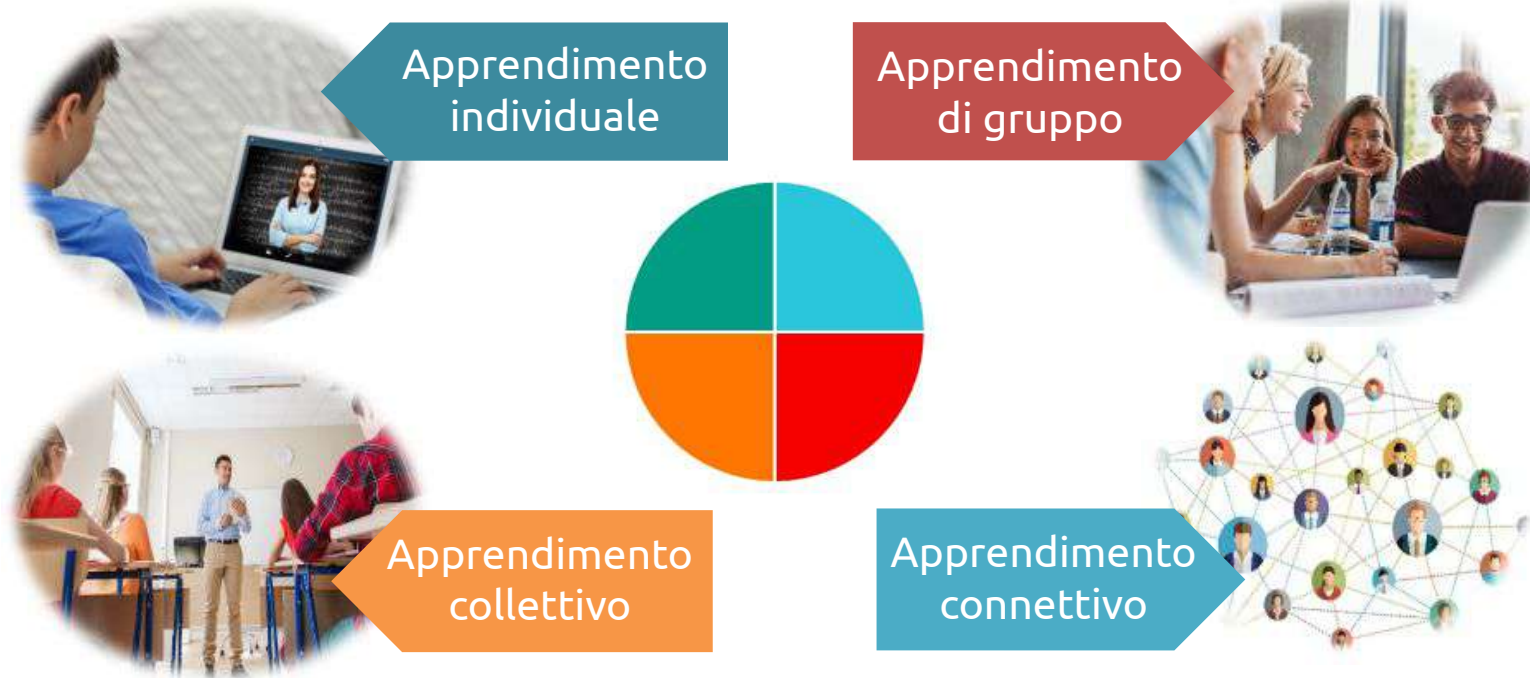 Apprendimento
individuale
Apprendimento
di gruppo
Apprendimento
collettivo
Apprendimento
connettivo